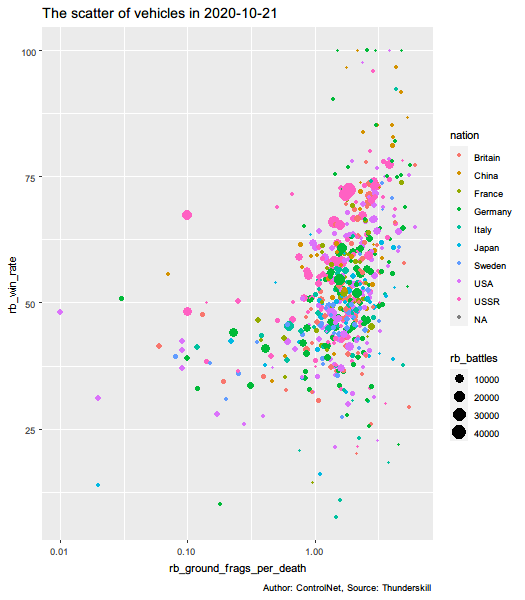 The scatter of vehicles in 2020-10-21
rb_win_rate
100
75
50
25
0.01
0.10
1.00
rb_ground_frags_per_death
nation
Britain
China
France
Germany
Italy
Japan
Sweden
USA
USSR
NA
rb_battles
10000
20000
30000
40000
Author: ControlNet, Source: Thunderskill